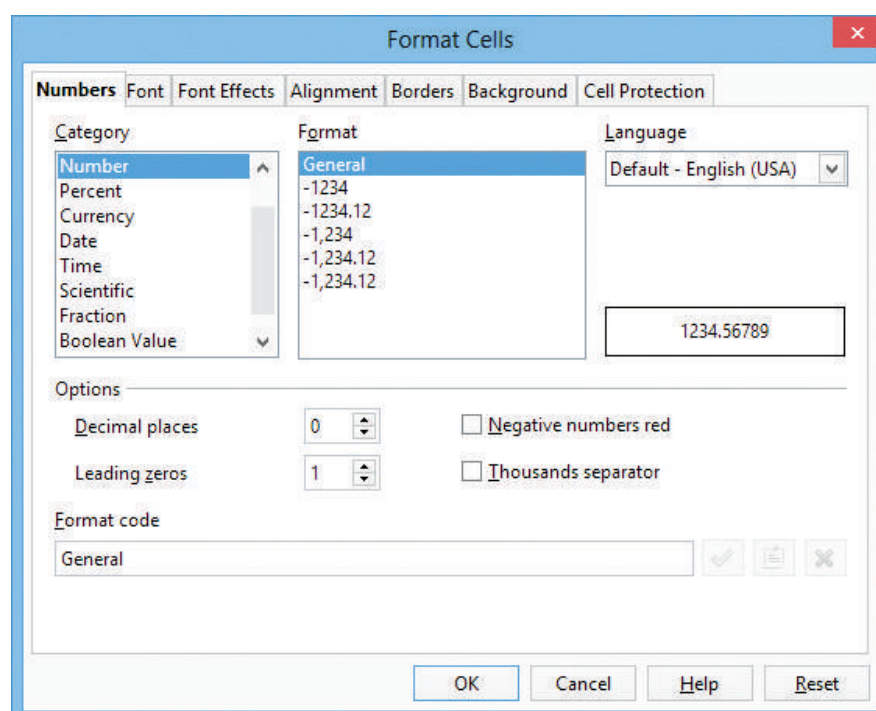 Format Cells
Numbers Font Font Effects Alignment Borders Background Cell Protection
Category Format Language
Number
Percent
Currency
Date
Time
Scientific
Fraction
Boolean Value
General
-1234
-1234.12
-1,234
-1,234.12
-1,234.12
Default - English (USA)
1234.56789
Options
Decimal places 0 Negative numbers red
Leading zeros 1 Thousands separator
Format code
General
OK Cancel Help Reset